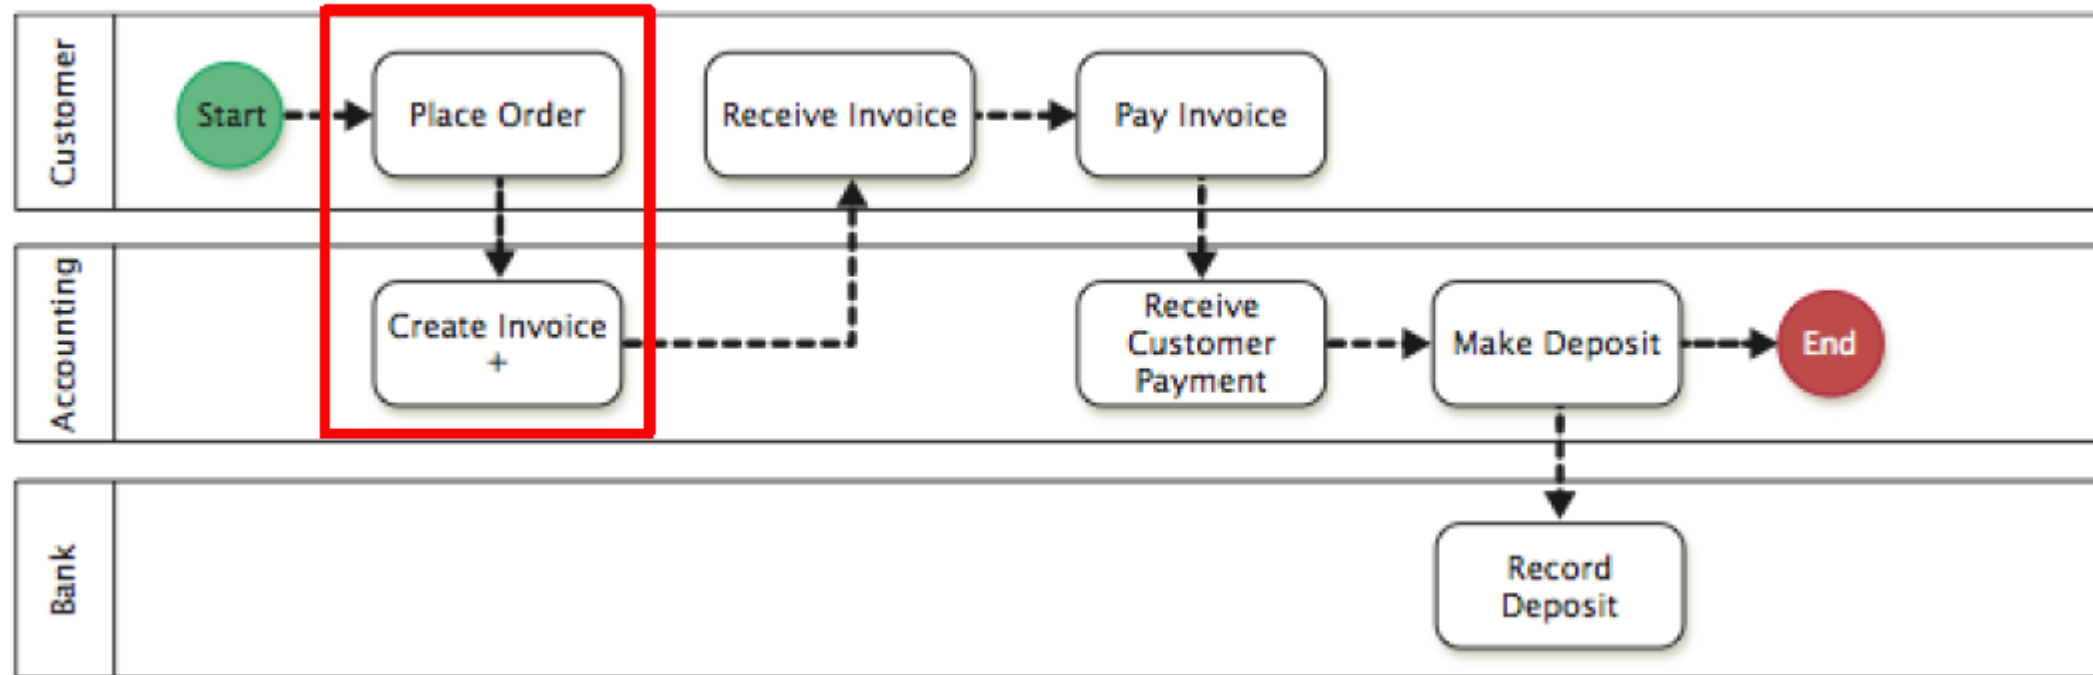 Customer
Start
Place Order
Receive Invoice
Pay Invoice
Accounting
Create Invoice
+
Receive
Customer
Payment
Make Deposit
End
Bank
Record
Deposit